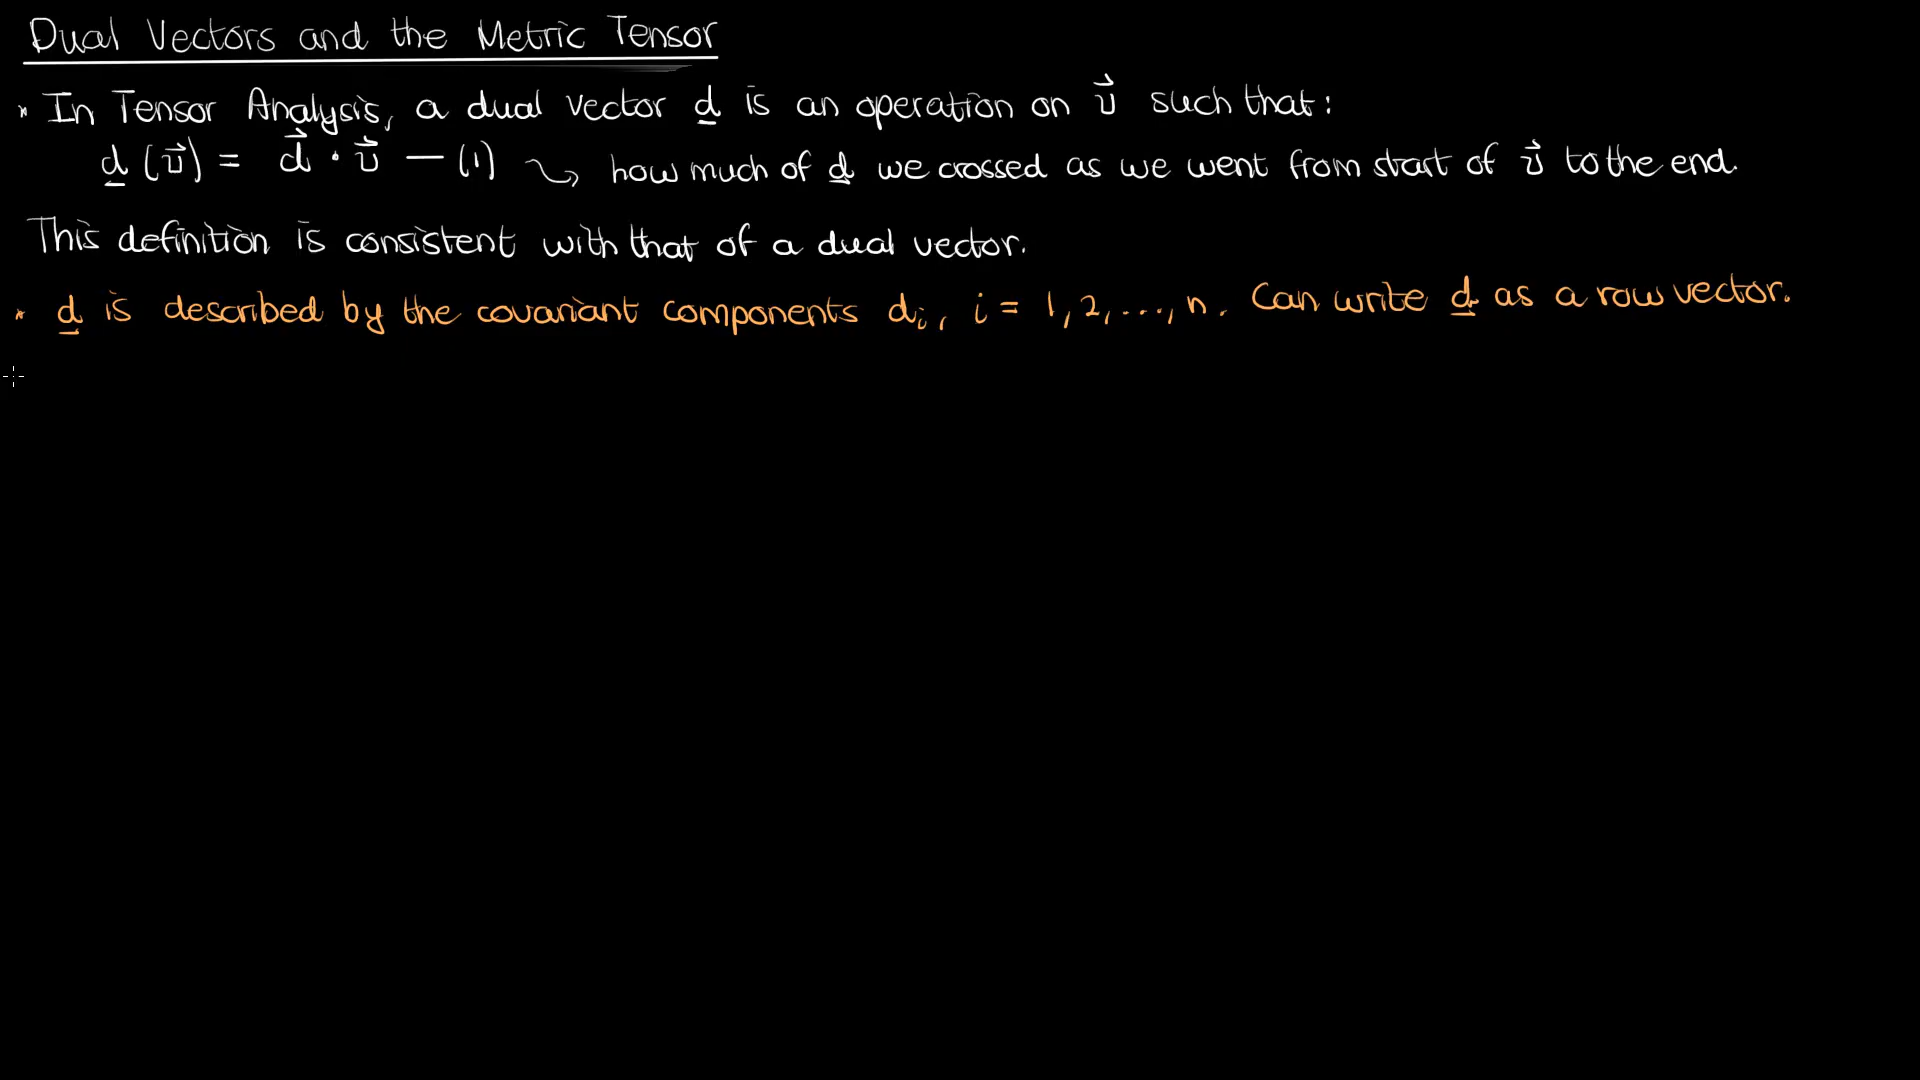 Dual Vectors and the Metric Tensor
* In Tensor Analysis, a dual vector d̲ is an operation on v⃗ such that:
d̲ (v⃗) = d⃗ · v⃗ — (1) ↝ how much of d̲ we crossed as we went from start of v⃗ to the end.
This definition is consistent with that of a dual vector.
* d̲ is described by the covariant components dᵢ, i = 1, 2, ..., n. Can write d̲ as a row vector.